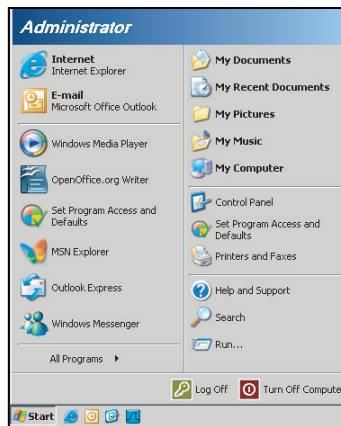 Administrator
Internet
Internet Explorer
E-mail
Microsoft Office Outlook
Windows Media Player
OpenOffice.org Writer
Set Program Access and
Defaults
MSN Explorer
Outlook Express
Windows Messenger
All Programs
My Documents
My Recent Documents
My Pictures
My Music
My Computer
Control Panel
Set Program Access and
Defaults
Printers and Faxes
Help and Support
Search
Run...
Log Off
Turn Off Compute
Start